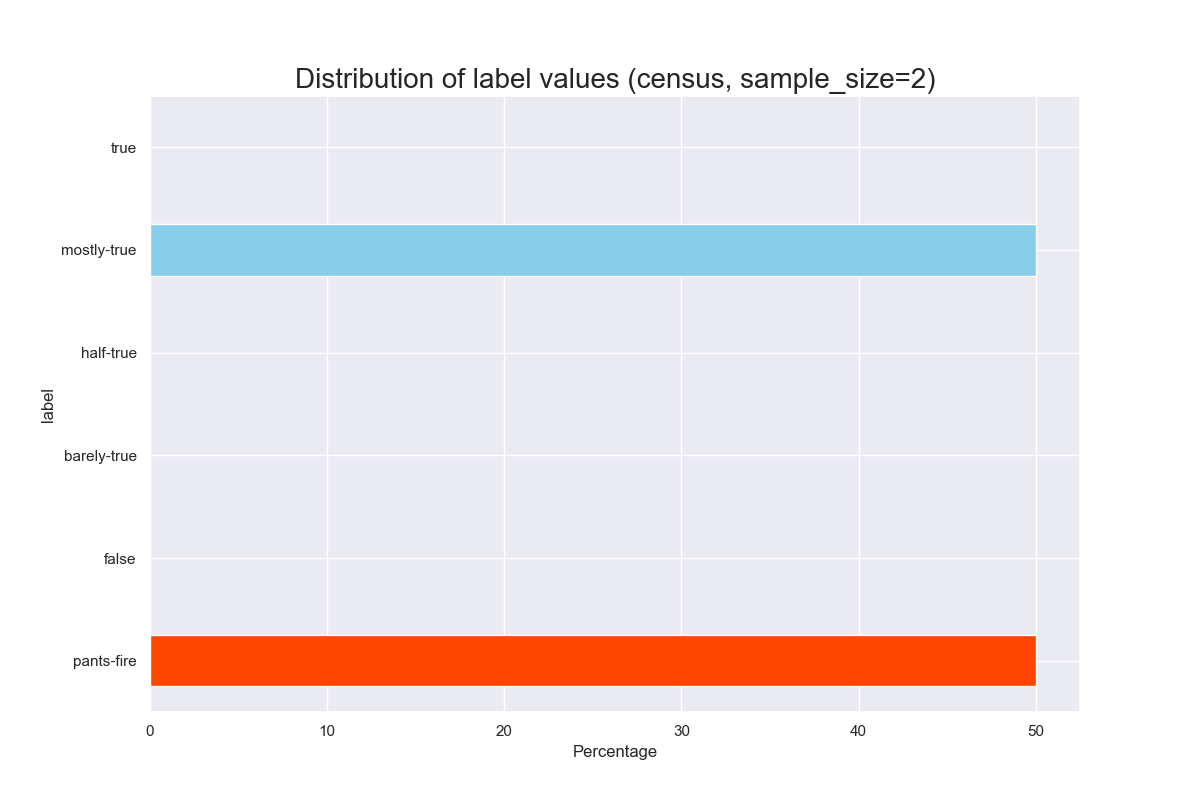 Distribution of label values (census, sample_size=2)
true
mostly-true
half-true
barely-true
false
pants-fire
label
0 10 20 30 40 50
Percentage